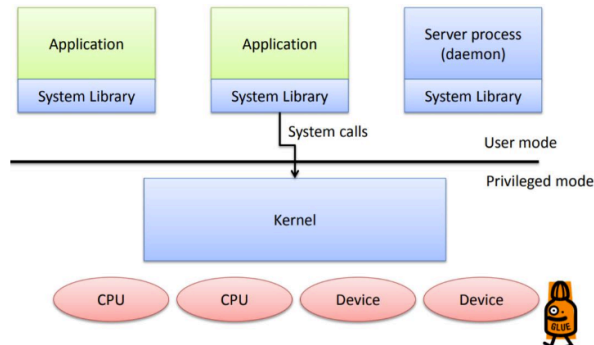 Application
Application
Server process
(daemon)
System Library
System Library
System Library
System calls
User mode
Privileged mode
Kernel
CPU
CPU
Device
Device
GLUE